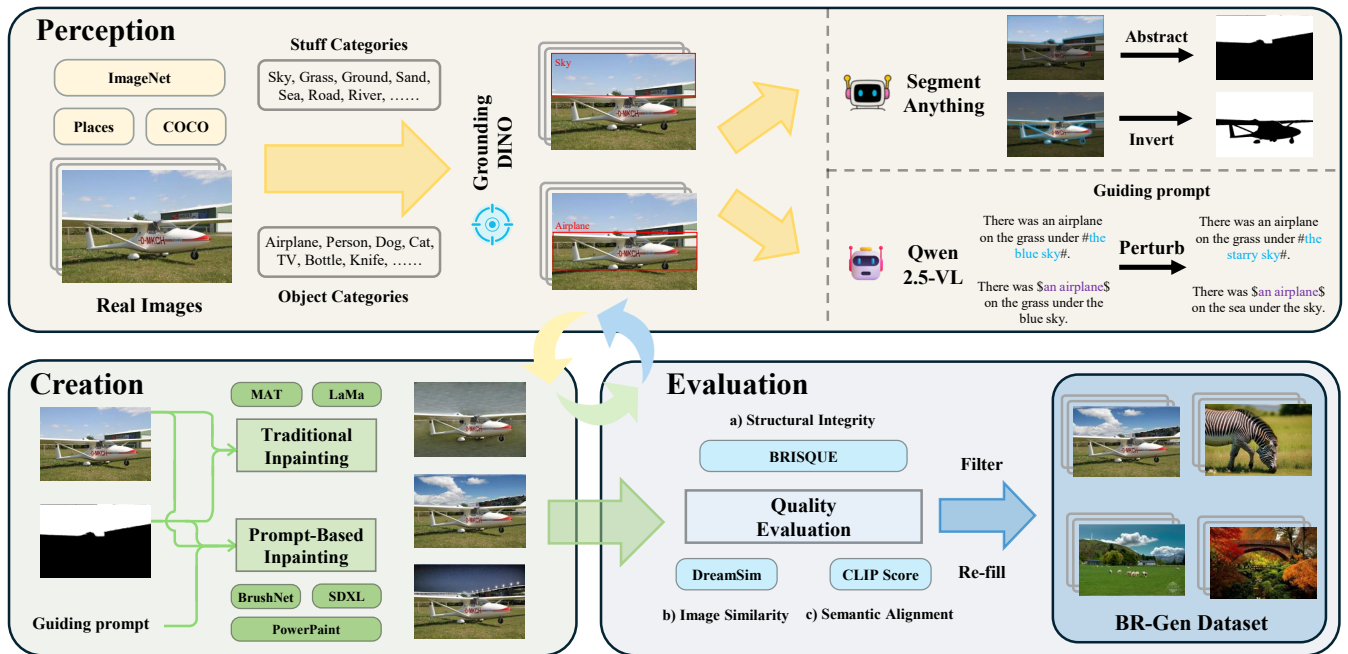 Perception
ImageNet
Places
COCO
Real Images
Stuff Categories
Sky, Grass, Ground, Sand,
Sea, Road, River, ……
Airplane, Person, Dog, Cat,
TV, Bottle, Knife, ……
Object Categories
Grounding
DINO
Sky
Airplane
Segment
Anything
Abstract
Invert
Guiding prompt
Qwen
2.5-VL
There was an airplane
on the grass under #the
blue sky#.
Perturb
There was an airplane
on the grass under #the
starry sky#.
There was $an airplane$
on the grass under the
blue sky.
There was $an airplane$
on the sea under the sky.
Creation
MAT
LaMa
Traditional
Inpainting
Prompt-Based
Inpainting
BrushNet
SDXL
PowerPaint
Guiding prompt
Evaluation
a) Structural Integrity
BRISQUE
Quality
Evaluation
DreamSim
CLIP Score
b) Image Similarity
c) Semantic Alignment
Filter
Re-fill
BR-Gen Dataset